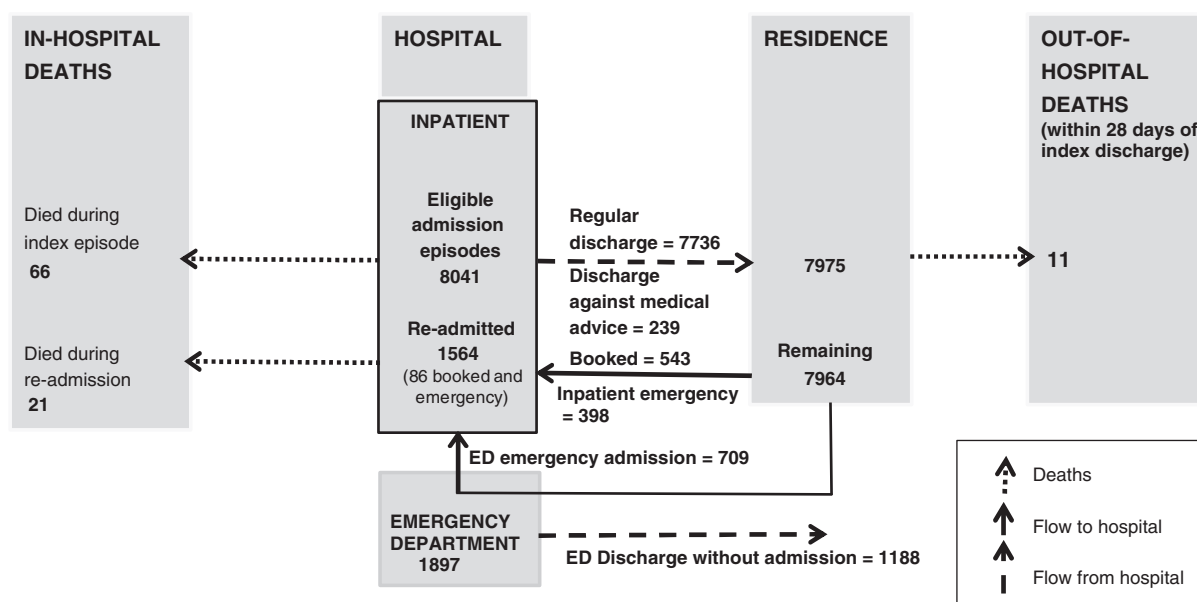 IN-HOSPITAL
DEATHS
Died during
index episode
66
Died during
re-admission
21
HOSPITAL
INPATIENT
Eligible
admission
episodes
8041
Re-admitted
1564
(86 booked and
emergency)
Regular
discharge = 7736
Discharge
against medical
advice = 239
Booked = 543
Inpatient emergency
= 398
ED emergency admission = 709
EMERGENCY
DEPARTMENT
1897
ED Discharge without admission = 1188
RESIDENCE
7975
Remaining
7964
OUT-OF-
HOSPITAL
DEATHS
(within 28 days of
index discharge)
11
Deaths
Flow to hospital
Flow from hospital